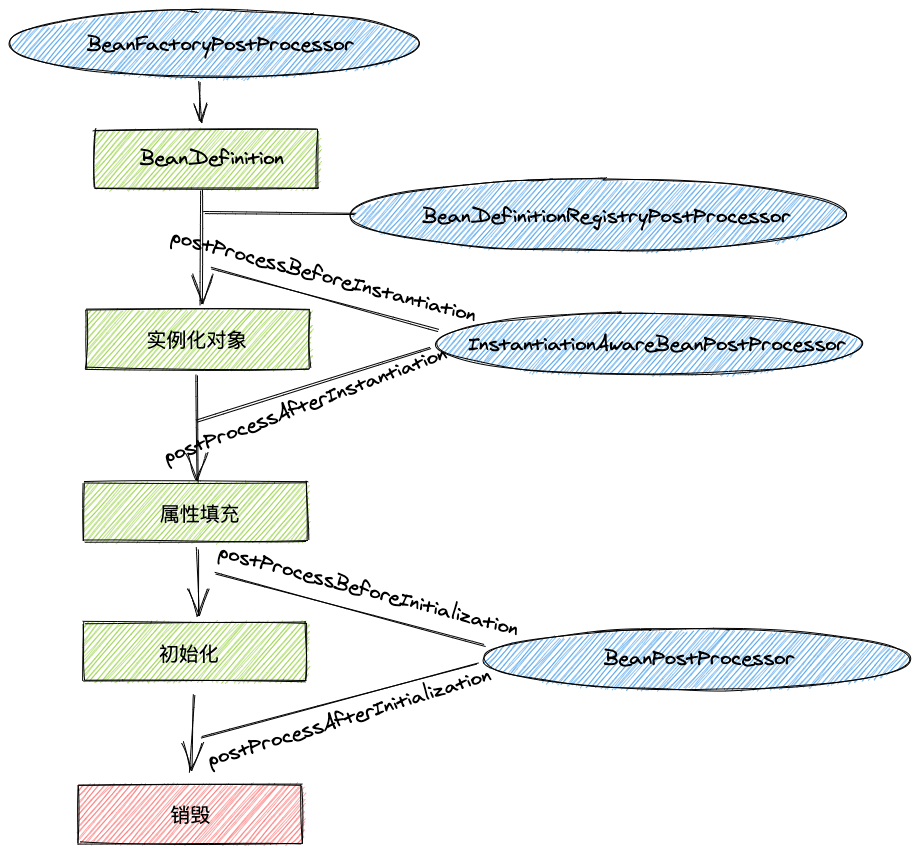 BeanFactoryPostProcessor
BeanDefinition
BeanDefinitionRegistryPostProcessor
postProcessBeforeInstantiation
实例化对象
InstantiationAwareBeanPostProcessor
postProcessAfterInstantiation
属性填充
postProcessBeforeInitialization
初始化
BeanPostProcessor
postProcessAfterInitialization
销毁